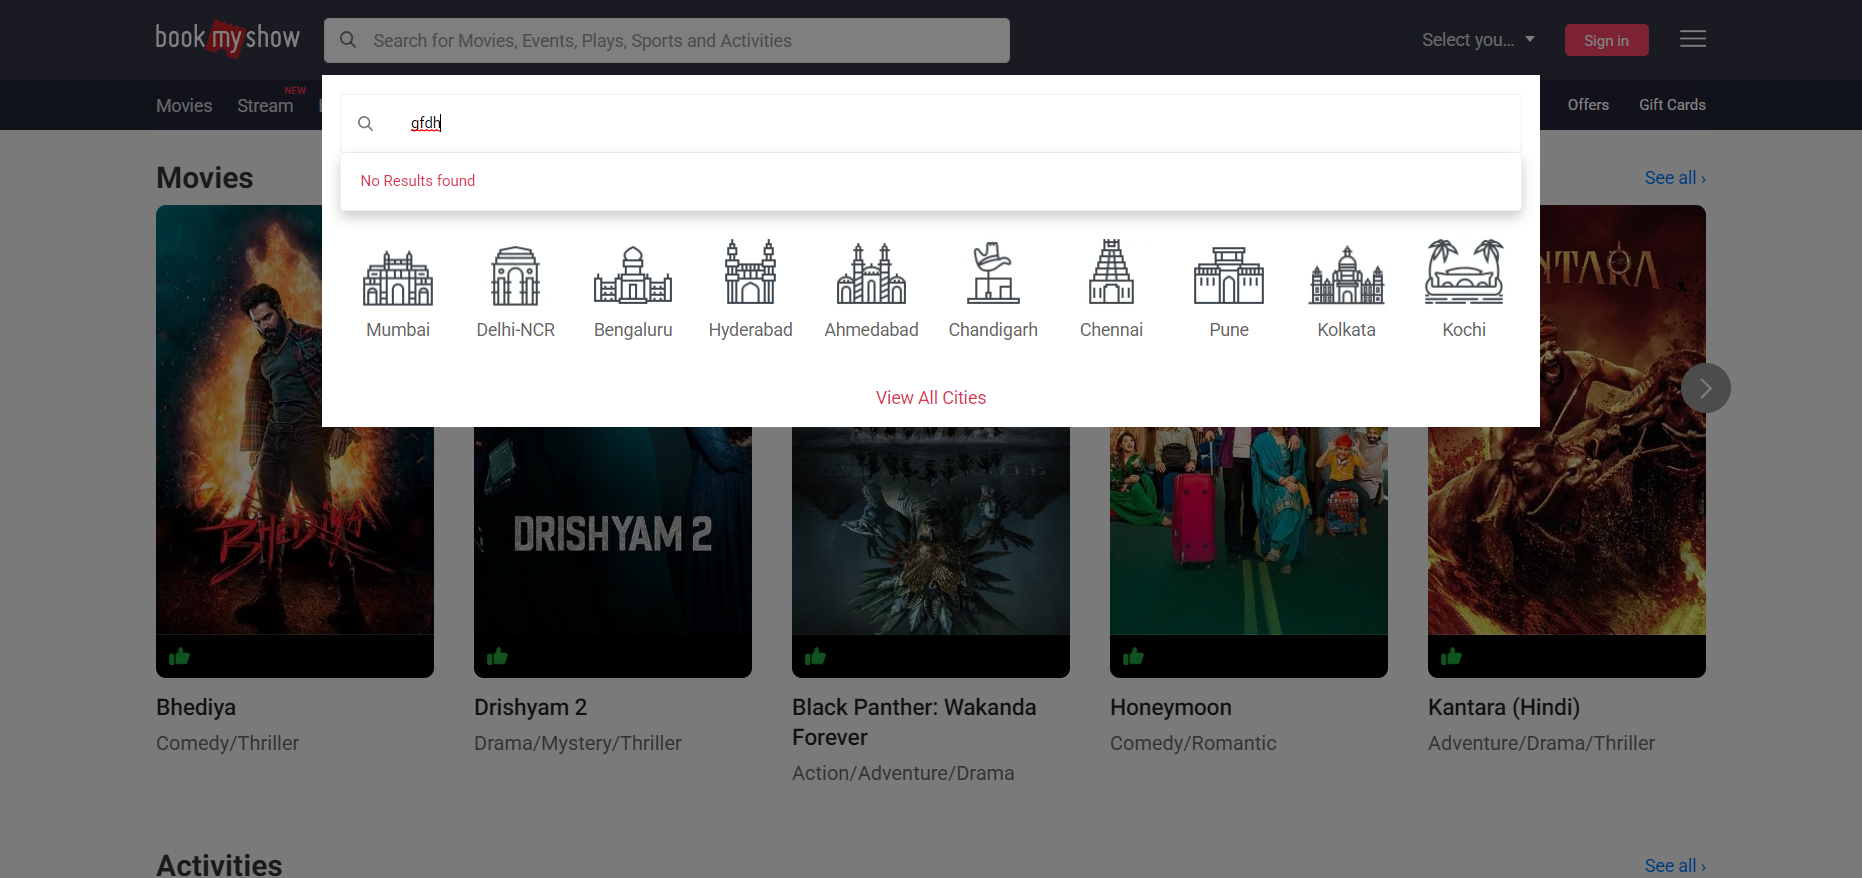 bookmyshow
Search for Movies, Events, Plays, Sports and Activities
Select you...
Sign in
Movies
Stream
NEW
Offers
Gift Cards
gfdh
No Results found
Movies
See all ›
Mumbai
Delhi-NCR
Bengaluru
Hyderabad
Ahmedabad
Chandigarh
Chennai
Pune
Kolkata
Kochi
View All Cities
BHEDIYA
DRISHYAM 2
NTARA
Bhediya
Comedy/Thriller
Drishyam 2
Drama/Mystery/Thriller
Black Panther: Wakanda
Forever
Action/Adventure/Drama
Honeymoon
Comedy/Romantic
Kantara (Hindi)
Adventure/Drama/Thriller
Activities
See all ›